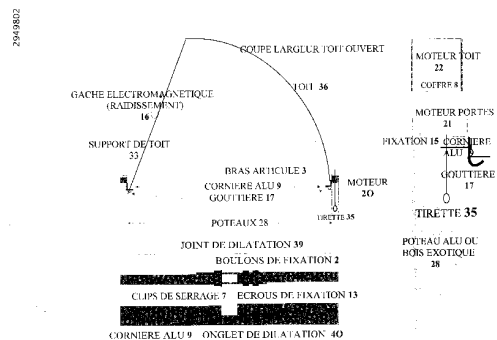 2949802
COUPE LARGEUR TOIT OUVERT
MOTEUR TOIT
22
COFFRE 8
TOIT 36
GACHE ELECTROMAGNETIQUE
(RAIDISSEMENT)
16
MOTEUR PORTES
21
FIXATION 15 CORNIERE
ALU 9
SUPPORT DE TOIT
33
GOUTTIERE
17
BRAS ARTICULE 3
MOTEUR
20
CORNIERE ALU 9
GOUTTIERE 17
TIRETTE 35
TIRETTE 35
POTEAUX 28
JOINT DE DILATATION 39
POTEAU ALU OU
BOIS EXOTIQUE
28
BOULONS DE FIXATION 2
CLIPS DE SERRAGE 7 ECROUS DE FIXATION 13
CORNIERE ALU 9 ONGLET DE DILATATION 40